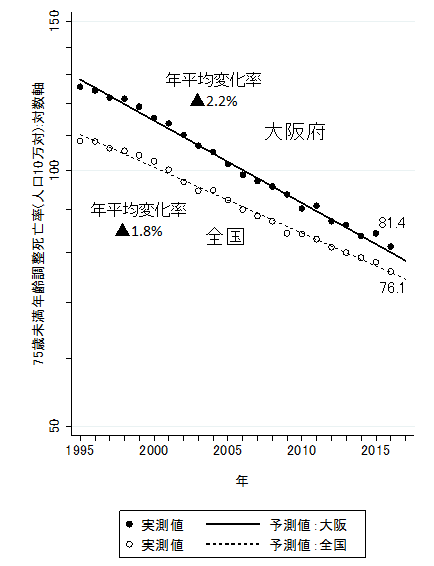 150
100
50
75歳未満年齢調整死亡率(人口10万対):対数軸
年平均変化率
▲2.2%
大阪府
年平均変化率
▲1.8%
全国
81.4
76.1
1995 2000 2005 2010 2015
年
実測値 予測値:大阪
実測値 予測値:全国